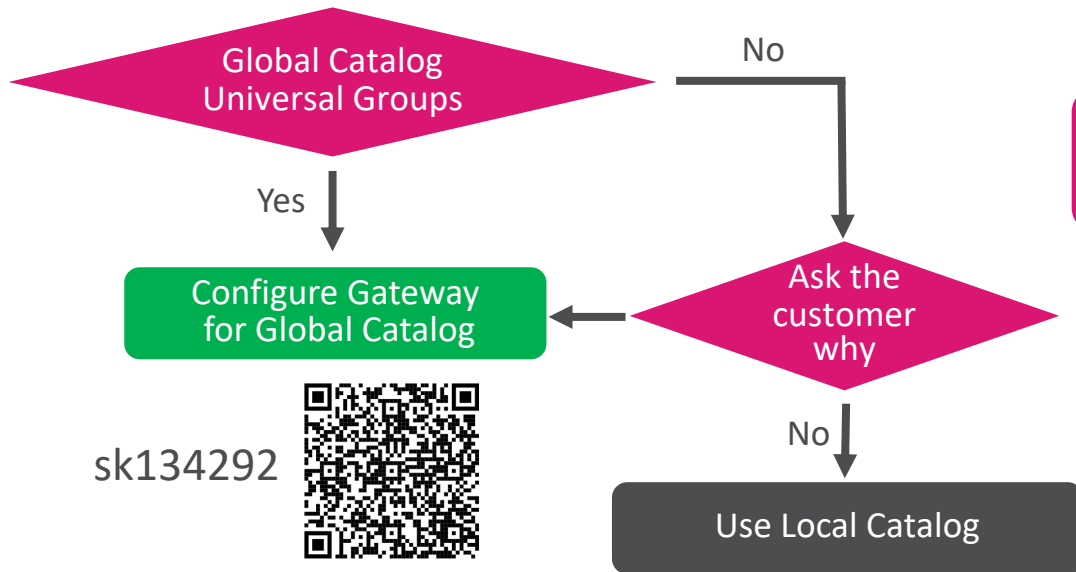 Global Catalog
Universal Groups
No
Yes
Configure Gateway
for Global Catalog
Ask the
customer
why
sk134292
No
Use Local Catalog